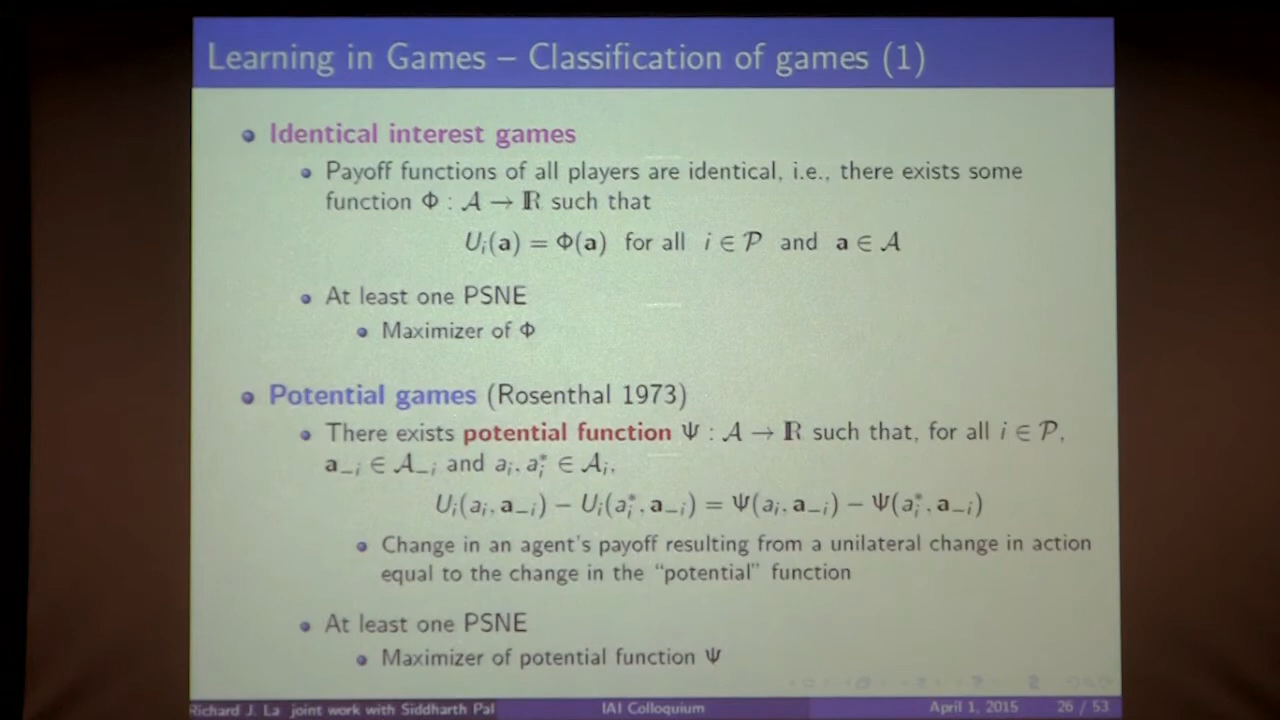 Learning in Games – Classification of games (1)
Identical interest games
Payoff functions of all players are identical, i.e., there exists some
function Φ : 𝒜 → ℝ such that
Uᵢ(𝐚) = Φ(𝐚) for all i ∈ 𝒫 and 𝐚 ∈ 𝒜
At least one PSNE
Maximizer of Φ
Potential games (Rosenthal 1973)
There exists potential function Ψ : 𝒜 → ℝ such that, for all i ∈ 𝒫,
𝐚₋ᵢ ∈ 𝒜₋ᵢ and aᵢ, aᵢ* ∈ 𝒜ᵢ,
Uᵢ(aᵢ, 𝐚₋ᵢ) − Uᵢ(aᵢ*, 𝐚₋ᵢ) = Ψ(aᵢ, 𝐚₋ᵢ) − Ψ(aᵢ*, 𝐚₋ᵢ)
Change in an agent's payoff resulting from a unilateral change in action
equal to the change in the “potential” function
At least one PSNE
Maximizer of potential function Ψ
Richard J. La joint work with Siddharth Pal IAI Colloquium April 1, 2015 26 / 53